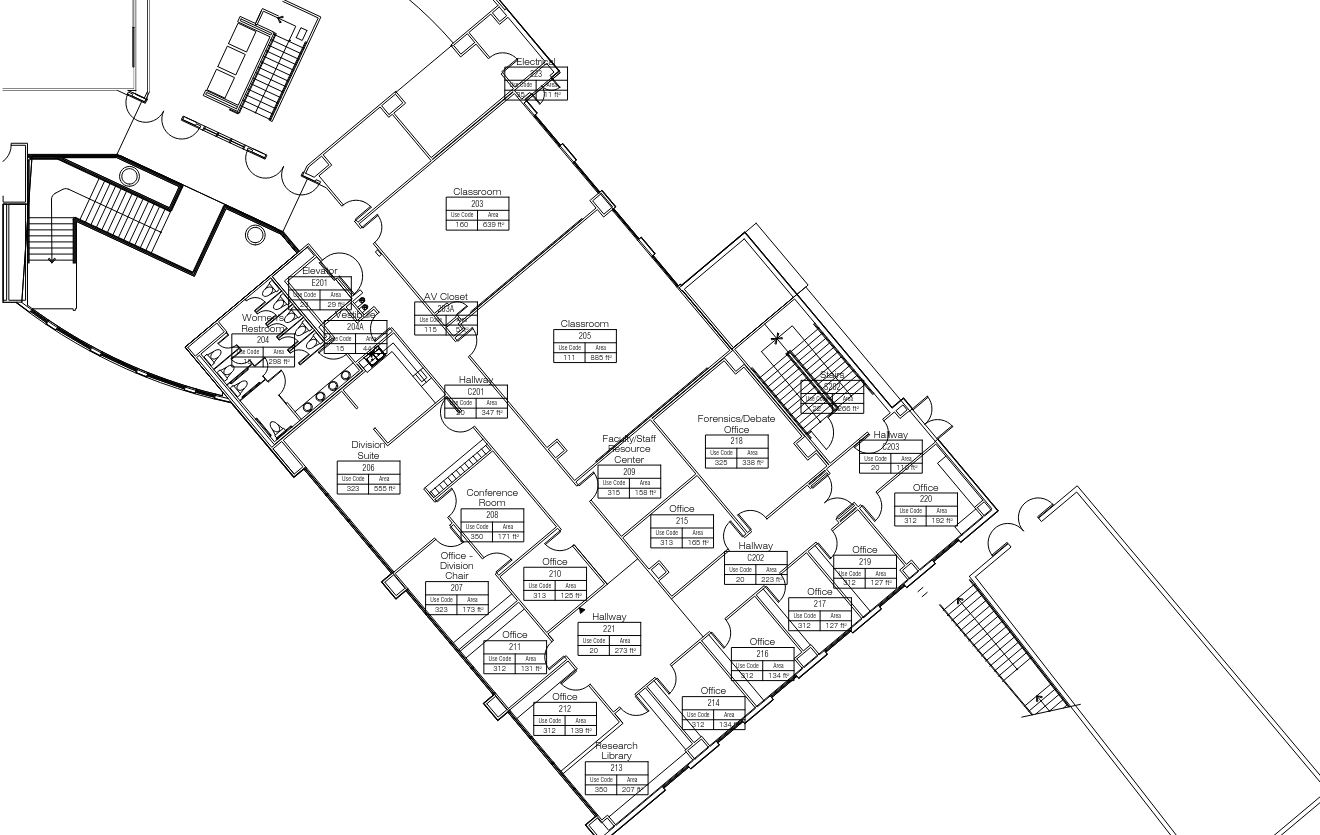 Electrical
223
Use Code Area
11 ft²
Classroom
203
Use Code Area
160 639 ft²
Elevator
E201
Use Code Area
29 ft²
AV Closet
203A
Use Code Area
115
Vestibule
204A
Use Code Area
15
Women's
Restroom
204
Use Code Area
298 ft²
Classroom
205
Use Code Area
111 885 ft²
Hallway
C201
Use Code Area
20 347 ft²
Stairs
S202
Use Code Area
266 ft²
Forensics/Debate
Office
218
Use Code Area
325 338 ft²
Hallway
C203
Use Code Area
20
Division
Suite
206
Use Code Area
323 555 ft²
Faculty/Staff
Resource
Center
209
Use Code Area
315 158 ft²
Office
220
Use Code Area
312 192 ft²
Conference
Room
208
Use Code Area
350 171 ft²
Office
215
Use Code Area
313 165 ft²
Hallway
C202
Use Code Area
20 223 ft²
Office
219
Use Code Area
312 127 ft²
Office -
Division
Chair
207
Use Code Area
323 173 ft²
Office
210
Use Code Area
313 125 ft²
Office
217
Use Code Area
312 127 ft²
Hallway
221
Use Code Area
20 273 ft²
Office
211
Use Code Area
312 131 ft²
Office
216
Use Code Area
312 134 ft²
Office
212
Use Code Area
312 139 ft²
Office
214
Use Code Area
312 134 ft²
Research
Library
213
Use Code Area
350 207 ft²